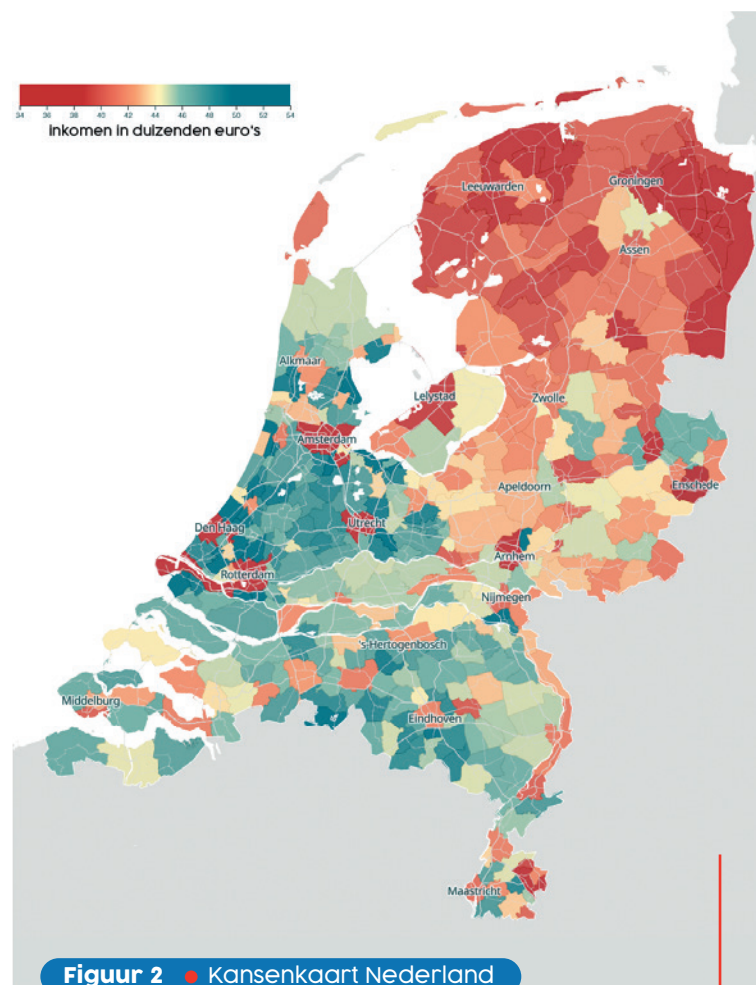 34 36 38 40 42 44 46 48 50 52 54
inkomen in duizenden euro's
Leeuwarden
Groningen
Assen
Alkmaar
Lelystad
Zwolle
Amsterdam
Apeldoorn
Enschede
Den Haag
Utrecht
Arnhem
Rotterdam
Nijmegen
's-Hertogenbosch
Middelburg
Eindhoven
Maastricht
Figuur 2 ● Kansenkaart Nederland